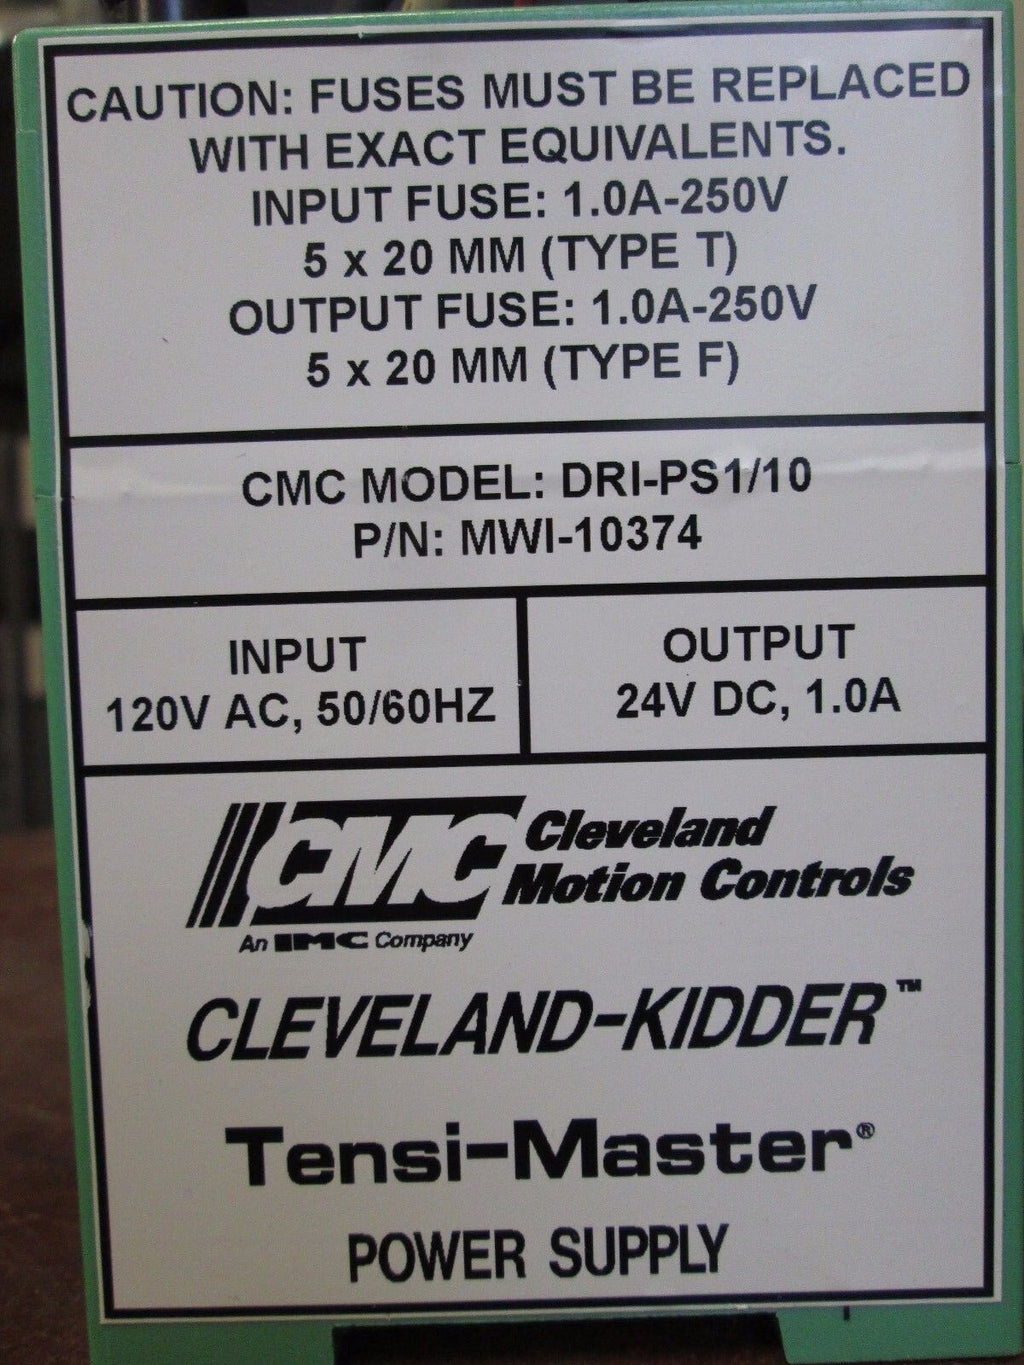 CAUTION: FUSES MUST BE REPLACED
WITH EXACT EQUIVALENTS.
INPUT FUSE: 1.0A-250V
5 x 20 MM (TYPE T)
OUTPUT FUSE: 1.0A-250V
5 x 20 MM (TYPE F)
CMC MODEL: DRI-PS1/10
P/N: MWI-10374
INPUT
120V AC, 50/60HZ
OUTPUT
24V DC, 1.0A
CMC Cleveland
Motion Controls
An IMC Company
CLEVELAND-KIDDER™
Tensi-Master®
POWER SUPPLY